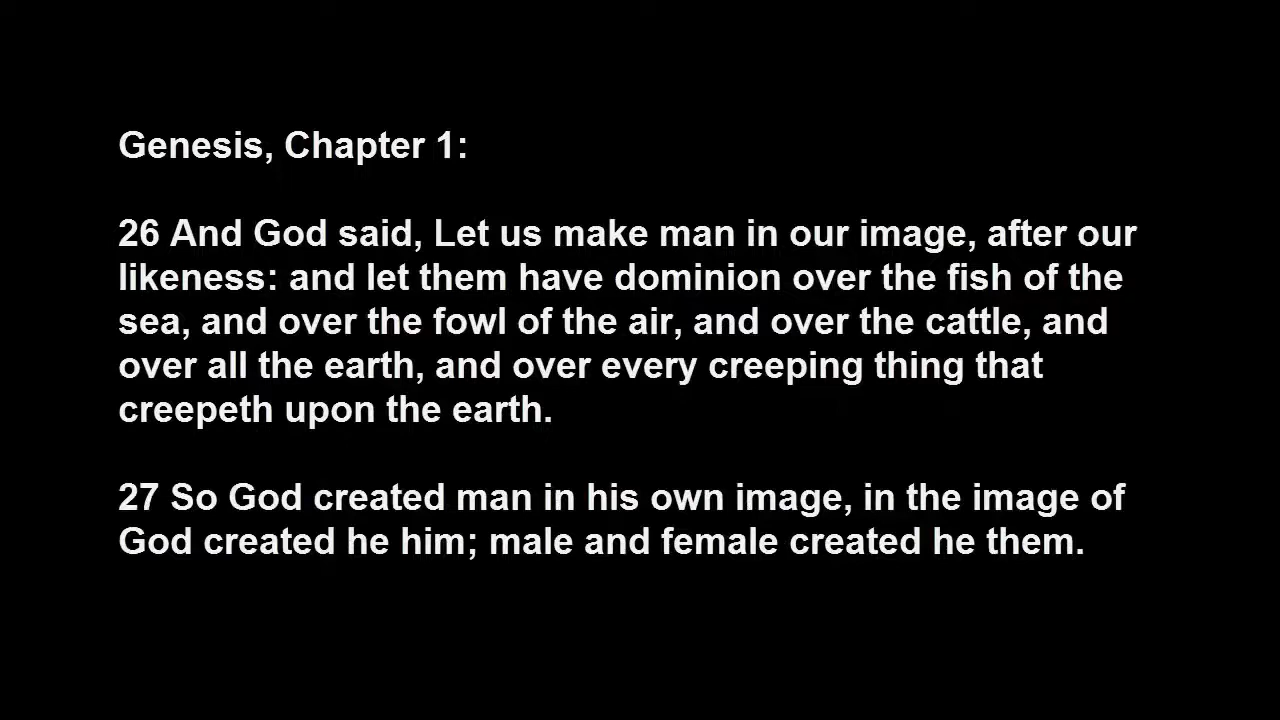 Genesis, Chapter 1:
26 And God said, Let us make man in our image, after our
likeness: and let them have dominion over the fish of the
sea, and over the fowl of the air, and over the cattle, and
over all the earth, and over every creeping thing that
creepeth upon the earth.
27 So God created man in his own image, in the image of
God created he him; male and female created he them.